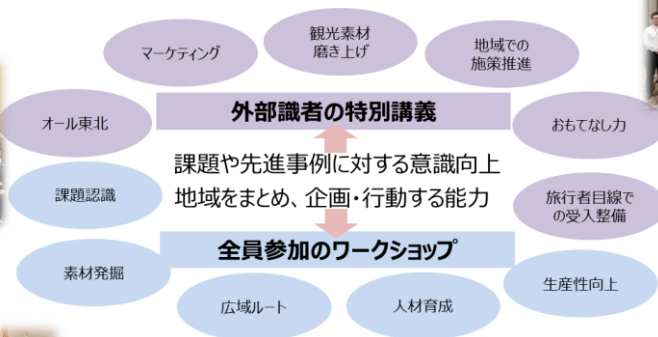 観光素材
磨き上げ
マーケティング
地域での
施策推進
オール東北
外部識者の特別講義
おもてなし力
課題や先進事例に対する意識向上
地域をまとめ、企画・行動する能力
課題認識
旅行者目線で
の受入整備
全員参加のワークショップ
素材発掘
生産性向上
広域ルート
人材育成